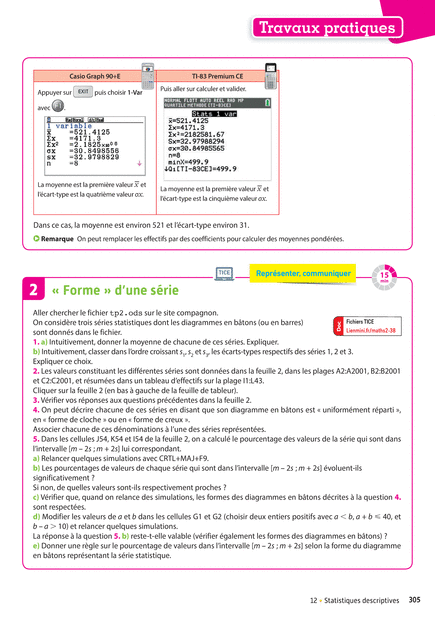 Travaux pratiques
Casio Graph 90+E
TI-83 Premium CE
Appuyer sur EXIT puis choisir 1-Var
avec
1 variable
x̄ =521.4125
Σx =4171.3
Σx² =2.1825x10⁶
σx =30.8498556
sx =32.9798829
n =8
La moyenne est la première valeur x̄ et
l'écart-type est la quatrième valeur σx.
Puis aller sur calculer et valider.
NORMAL FLOTT AUTO RÉEL RAD MP
QUARTILE METHODE [TI-83CE]
Stats 1 var
x̄=521.4125
Σx=4171.3
Σx²=2182581.67
Sx=32.97988294
σx=30.84985565
n=8
minX=499.9
↓Q₁[TI-83CE]=499.9
La moyenne est la première valeur x̄ et
l'écart-type est la cinquième valeur σx.
Dans ce cas, la moyenne est environ 521 et l'écart-type environ 31.
Remarque On peut remplacer les effectifs par des coefficients pour calculer des moyennes pondérées.
TICE
Représenter, communiquer
15 min
2 « Forme » d'une série
Aller chercher le fichier tp2.ods sur le site compagnon.
On considère trois séries statistiques dont les diagrammes en bâtons (ou en barres)
sont donnés dans le fichier.
Doc
Fichiers TICE
Lienmini.fr/maths2-38
1. a) Intuitivement, donner la moyenne de chacune de ces séries. Expliquer.
b) Intuitivement, classer dans l'ordre croissant s₁, s₂ et s₃, les écarts-types respectifs des séries 1, 2 et 3.
Expliquer ce choix.
2. Les valeurs constituant les différentes séries sont données dans la feuille 2, dans les plages A2:A2001, B2:B2001
et C2:C2001, et résumées dans un tableau d'effectifs sur la plage I1:L43.
Cliquer sur la feuille 2 (en bas à gauche de la feuille de tableur).
3. Vérifier vos réponses aux questions précédentes dans la feuille 2.
4. On peut décrire chacune de ces séries en disant que son diagramme en bâtons est « uniformément réparti »,
en « forme de cloche » ou en « forme de creux ».
Associer chacune de ces dénominations à l'une des séries représentées.
5. Dans les cellules J54, K54 et I54 de la feuille 2, on a calculé le pourcentage des valeurs de la série qui sont dans
l'intervalle [m – 2s ; m + 2s] lui correspondant.
a) Relancer quelques simulations avec CRTL+MAJ+F9.
b) Les pourcentages de valeurs de chaque série qui sont dans l'intervalle [m – 2s ; m + 2s] évoluent-ils
significativement ?
Si non, de quelles valeurs sont-ils respectivement proches ?
c) Vérifier que, quand on relance des simulations, les formes des diagrammes en bâtons décrites à la question 4.
sont respectées.
d) Modifier les valeurs de a et b dans les cellules G1 et G2 (choisir deux entiers positifs avec a < b, a + b ⩽ 40, et
b – a > 10) et relancer quelques simulations.
La réponse à la question 5. b) reste-t-elle valable (vérifier également les formes des diagrammes en bâtons) ?
e) Donner une règle sur le pourcentage de valeurs dans l'intervalle [m – 2s ; m + 2s] selon la forme du diagramme
en bâtons représentant la série statistique.
12 • Statistiques descriptives 305